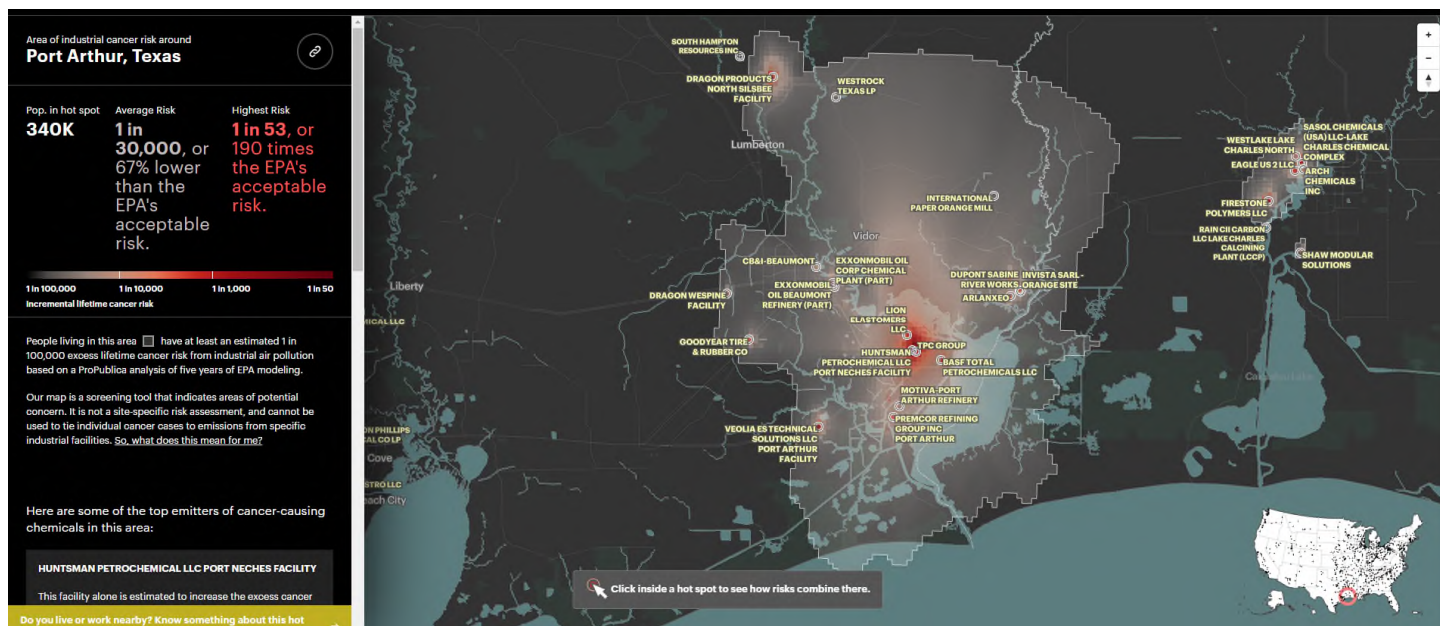 Area of industrial cancer risk around
Port Arthur, Texas
Pop. in hot spot
340K
Average Risk
1 in
30,000, or
67% lower
than the
EPA's
acceptable
risk.
Highest Risk
1 in 53, or
190 times
the EPA's
acceptable
risk.
1 in 100,000
1 in 10,000
1 in 1,000
1 in 50
Incremental lifetime cancer risk
People living in this area have at least an estimated 1 in
100,000 excess lifetime cancer risk from industrial air pollution
based on a ProPublica analysis of five years of EPA modeling.
Our map is a screening tool that indicates areas of potential
concern. It is not a site-specific risk assessment, and cannot be
used to tie individual cancer cases to emissions from specific
industrial facilities. So, what does this mean for me?
Here are some of the top emitters of cancer-causing
chemicals in this area:
HUNTSMAN PETROCHEMICAL LLC PORT NECHES FACILITY
This facility alone is estimated to increase the excess cancer
Do you live or work nearby? Know something about this hot
SOUTH HAMPTON
RESOURCES INC
DRAGON PRODUCTS
NORTH SILSBEE
FACILITY
WESTROCK
TEXAS LP
Lumberton
INTERNATIONAL
PAPER ORANGE MILL
Vidor
CB&I-BEAUMONT
EXXONMOBIL OIL
CORP CHEMICAL
PLANT (PART)
EXXONMOBIL
OIL BEAUMONT
REFINERY (PART)
DUPONT SABINE
RIVER WORKS
INVISTA SARL-
ORANGE SITE
ARLANXEO
DRAGON WESPINE
FACILITY
LION
ELASTOMERS
LLC
GOODYEAR TIRE
& RUBBER CO
TPC GROUP
HUNTSMAN
PETROCHEMICAL LLC
PORT NECHES FACILITY
BASF TOTAL
PETROCHEMICALS LLC
MOTIVA-PORT
ARTHUR REFINERY
PREMCOR REFINING
GROUP INC
PORT ARTHUR
VEOLIA ES TECHNICAL
SOLUTIONS LLC
PORT ARTHUR
FACILITY
Liberty
MICAL LLC
ON PHILLIPS
CAL CO LP
Cove
STRO LLC
each City
WESTLAKE LAKE
CHARLES NORTH
SASOL CHEMICALS
(USA) LLC-LAKE
CHARLES CHEMICAL
COMPLEX
EAGLE US 2 LLC
ARCH
CHEMICALS
INC
FIRESTONE
POLYMERS LLC
RAIN CII CARBON
LLC LAKE CHARLES
CALCINING
PLANT (LCCP)
SHAW MODULAR
SOLUTIONS
Click inside a hot spot to see how risks combine there.
+
−